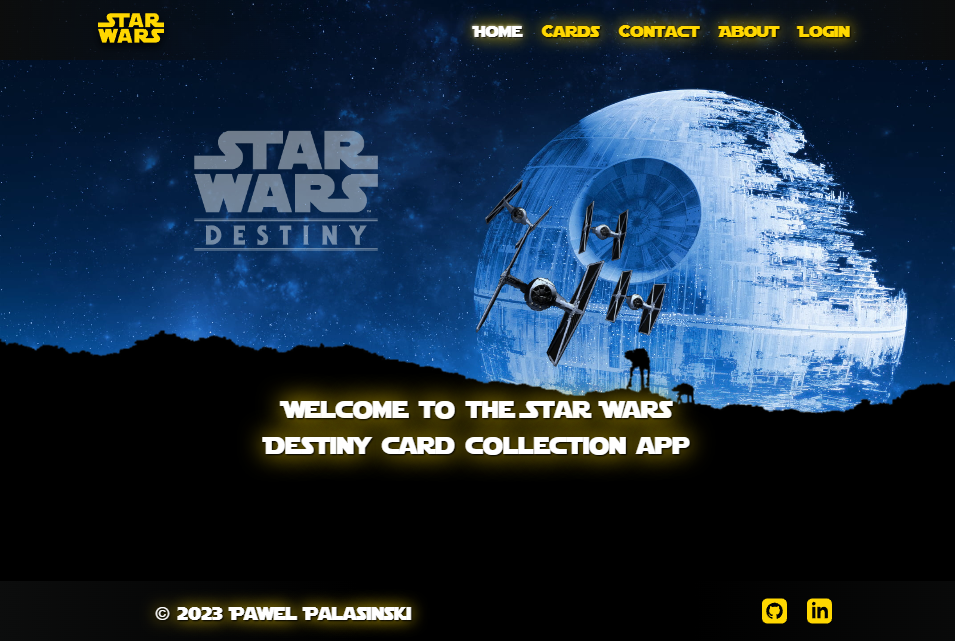 STAR
WARS
Home Cards Contact About Login
STAR
WARS
DESTINY
Welcome to the Star Wars
Destiny card collection app
© 2023 Pawel Palasinski
in